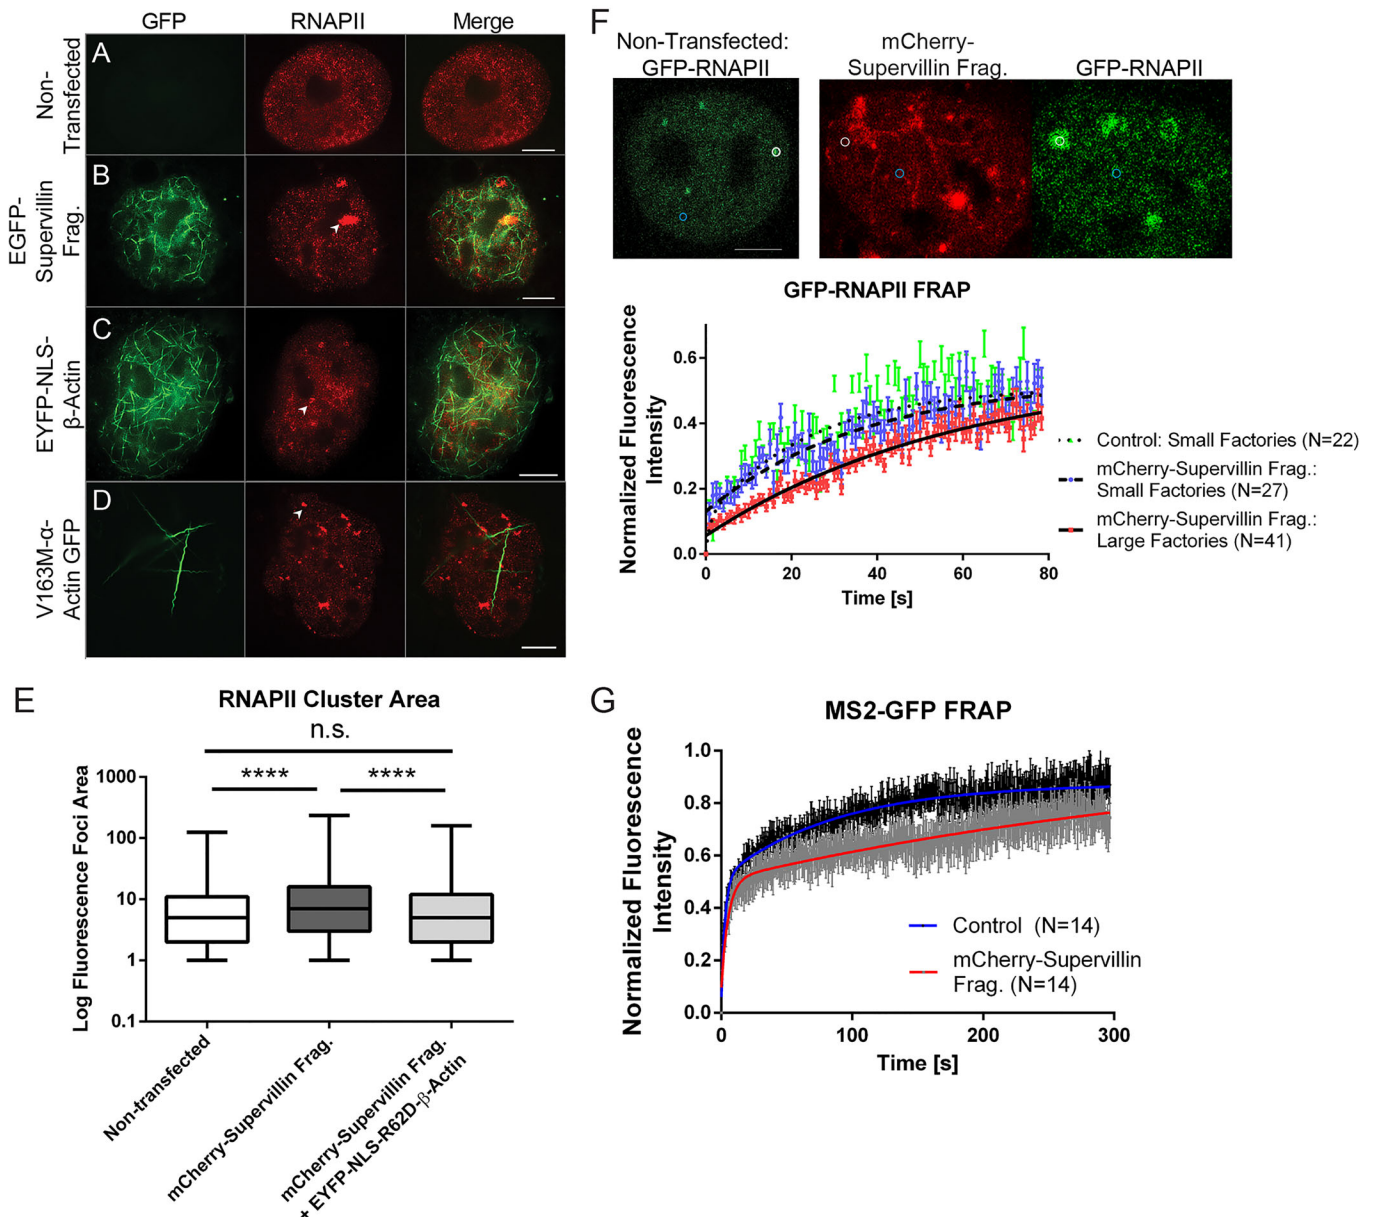 GFP
RNAPII
Merge
A
Non-
Transfected
B
EGFP-
Supervillin
Frag.
C
EYFP-NLS-
β-Actin
D
V163M-α-
Actin GFP
E
RNAPII Cluster Area
n.s.
****
****
Log Fluorescence Foci Area
1000
100
10
1
0.1
Non-transfected
mCherry-Supervillin Frag.
mCherry-Supervillin Frag.
+ EYFP-NLS-R62D-β-Actin
F
Non-Transfected:
GFP-RNAPII
mCherry-
Supervillin Frag.
GFP-RNAPII
GFP-RNAPII FRAP
Normalized Fluorescence
Intensity
0.6
0.4
0.2
0.0
0
20
40
60
80
Time [s]
Control: Small Factories (N=22)
mCherry-Supervillin Frag.:
Small Factories (N=27)
mCherry-Supervillin Frag.:
Large Factories (N=41)
G
MS2-GFP FRAP
Normalized Fluorescence
Intensity
1.0
0.8
0.6
0.4
0.2
0.0
0
100
200
300
Time [s]
Control (N=14)
mCherry-Supervillin
Frag. (N=14)